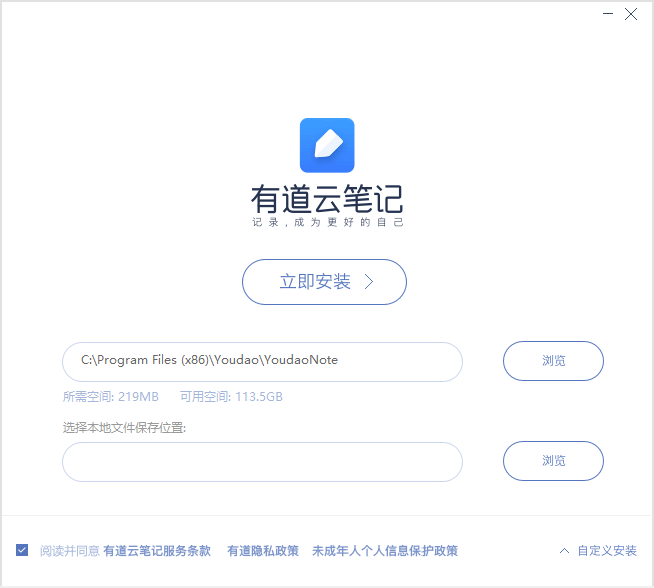 有道云笔记
记录,成为更好的自己
立即安装
C:\Program Files (x86)\Youdao\YoudaoNote
浏览
所需空间: 219MB 可用空间: 113.5GB
选择本地文件保存位置:
浏览
阅读并同意 有道云笔记服务条款 有道隐私政策 未成年人个人信息保护政策 自定义安装